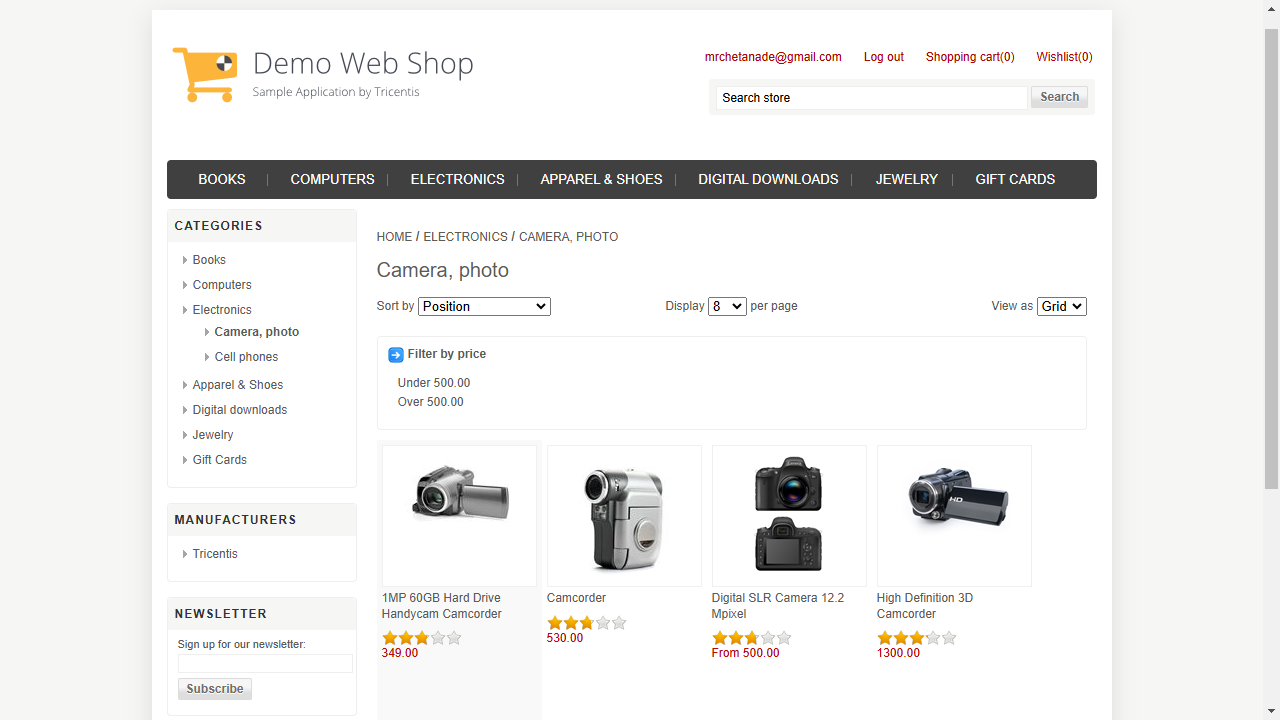 Demo Web Shop
Sample Application by Tricentis
mrchetanade@gmail.com Log out Shopping cart(0) Wishlist(0)
Search store Search
BOOKS COMPUTERS ELECTRONICS APPAREL & SHOES DIGITAL DOWNLOADS JEWELRY GIFT CARDS
CATEGORIES
Books
Computers
Electronics
Camera, photo
Cell phones
Apparel & Shoes
Digital downloads
Jewelry
Gift Cards
MANUFACTURERS
Tricentis
NEWSLETTER
Sign up for our newsletter:
Subscribe
HOME / ELECTRONICS / CAMERA, PHOTO
Camera, photo
Sort by Position Display 8 per page View as Grid
Filter by price
Under 500.00
Over 500.00
HD
1MP 60GB Hard Drive
Handycam Camcorder
349.00
Camcorder
530.00
Digital SLR Camera 12.2
Mpixel
From 500.00
High Definition 3D
Camcorder
1300.00